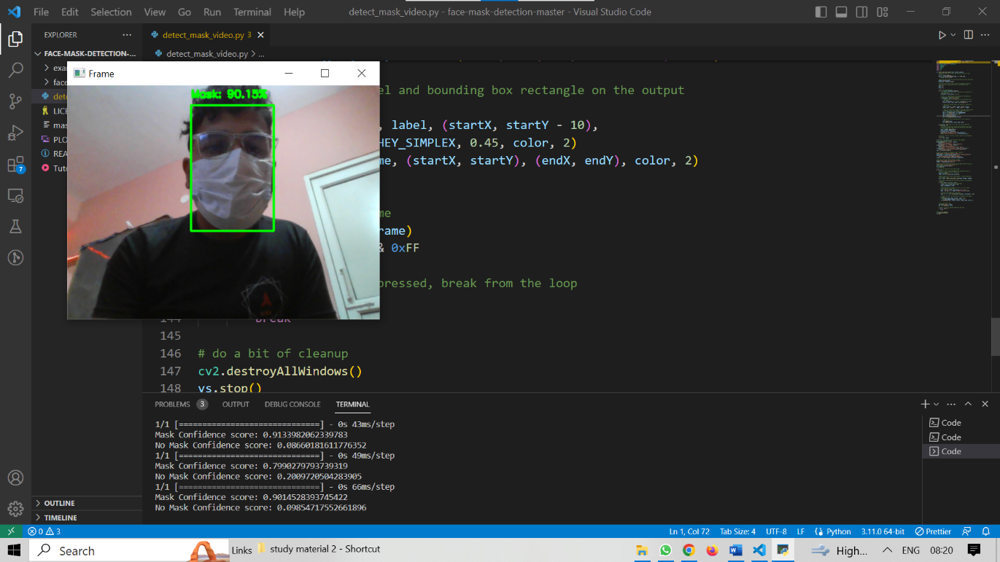 File Edit Selection View Go Run Terminal Help
detect_mask_video.py - face-mask-detection-master - Visual Studio Code
EXPLORER
detect_mask_video.py 3
FACE-MASK-DETECTION-...
detect_mask_video.py > ...
exa
face
dete
LICE
mas
PLO
REA
Tuto
Frame
Mask: 90.15%
el and bounding box rectangle on the output
, label, (startX, startY - 10),
HEY_SIMPLEX, 0.45, color, 2)
me, (startX, startY), (endX, endY), color, 2)
me
rame)
& 0xFF
pressed, break from the loop
144 break
145
146 # do a bit of cleanup
147 cv2.destroyAllWindows()
148 vs.stop()
7
PROBLEMS 3 OUTPUT DEBUG CONSOLE TERMINAL
1/1 [==============================] - 0s 43ms/step
Mask Confidence score: 0.9133982062339783
No Mask Confidence score: 0.08660181611776352
1/1 [==============================] - 0s 49ms/step
Mask Confidence score: 0.7990279793739319
No Mask Confidence score: 0.2009720504283905
1/1 [==============================] - 0s 66ms/step
Mask Confidence score: 0.9014528393745422
No Mask Confidence score: 0.09854717552661896
Code
Code
Code
OUTLINE
TIMELINE
0 3
Ln 1, Col 72 Tab Size: 4 UTF-8 LF Python 3.11.0 64-bit Prettier
Search
Links
study material 2 - Shortcut
High...
ENG
08:20